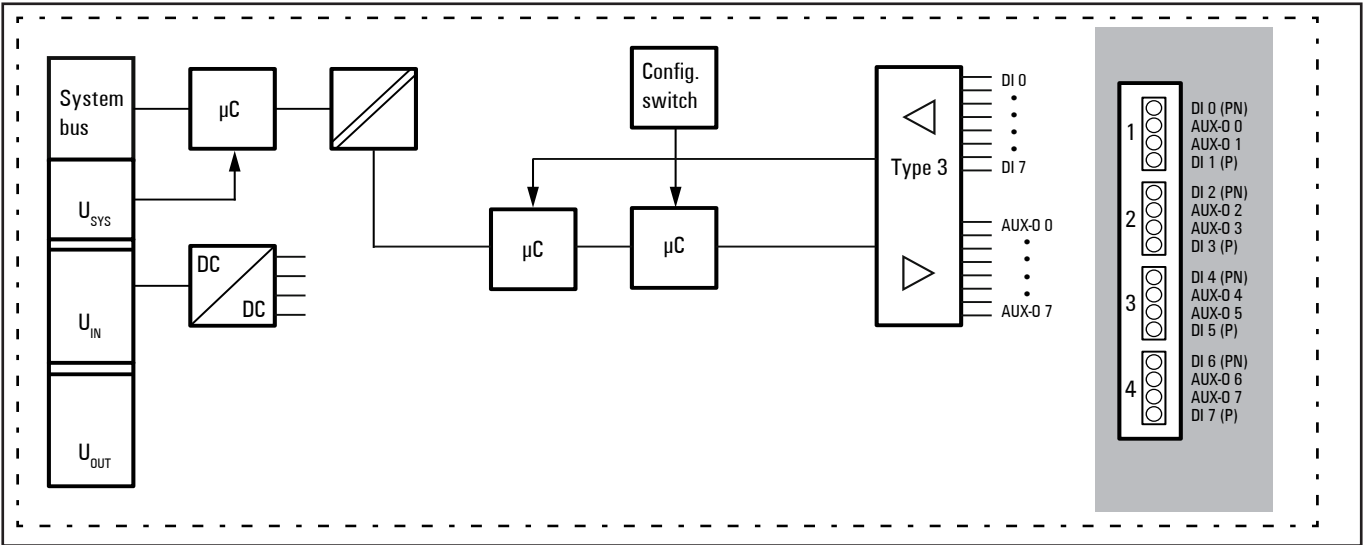 System
bus
U_SYS
U_IN
U_OUT
µC
DC
DC
µC
Config.
switch
µC
Type 3
DI 0
DI 7
AUX-O 0
AUX-O 7
1
DI 0 (PN)
AUX-O 0
AUX-O 1
DI 1 (P)
2
DI 2 (PN)
AUX-O 2
AUX-O 3
DI 3 (P)
3
DI 4 (PN)
AUX-O 4
AUX-O 5
DI 5 (P)
4
DI 6 (PN)
AUX-O 6
AUX-O 7
DI 7 (P)